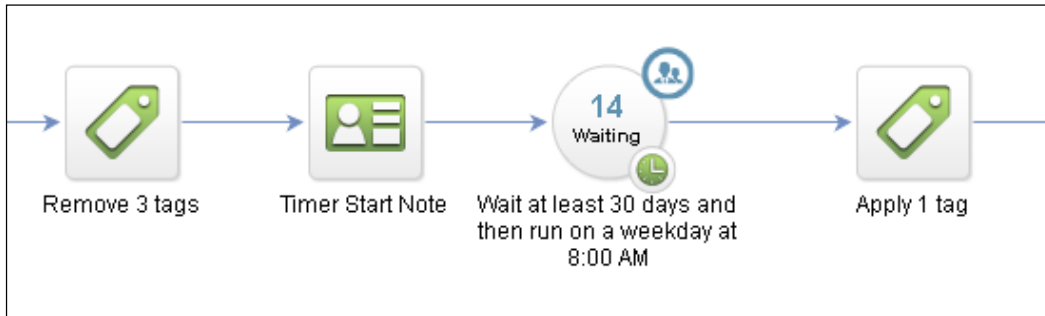 14
Waiting
Remove 3 tags
Timer Start Note
Wait at least 30 days and
then run on a weekday at
8:00 AM
Apply 1 tag